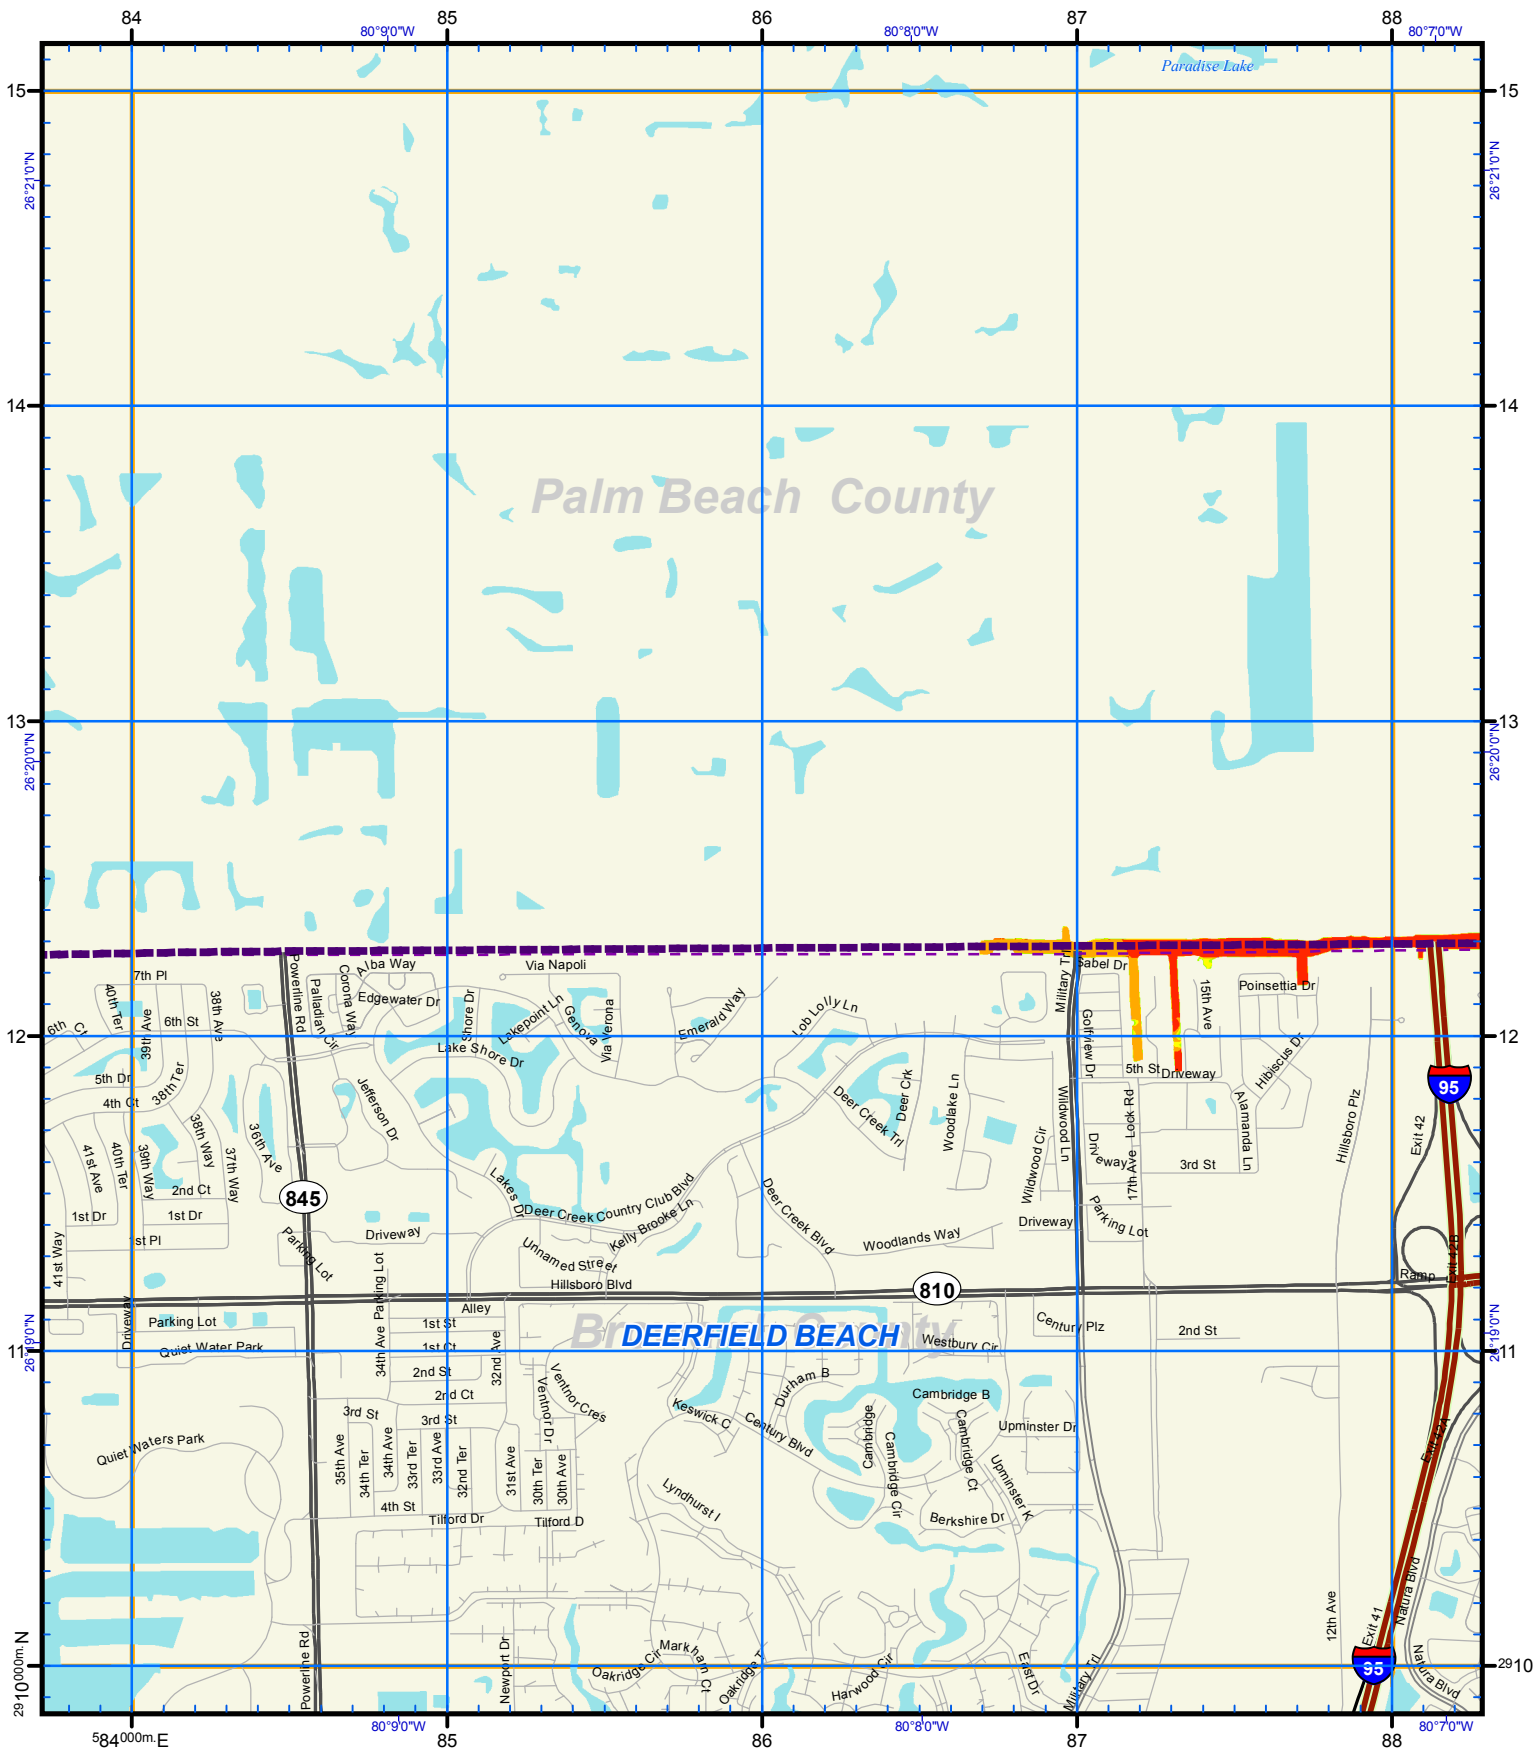 84 85 86 87 88
80°9'0"W 80°8'0"W 80°7'0"W
Paradise Lake
15 15
26°21'0"N 26°21'0"N
14 14
Palm Beach County
13 13
26°20'0"N 26°20'0"N
Military Trl
Alba Way
Via Napoli
Sabel Dr
7th Pl
Powerline Rd
Palladian Cir
Corona Way
Edgewater Dr
Shore Dr
Lakepoint Ln
Genova
Via Verona
Emerald Way
Lob Lolly Ln
Golfview Dr
15th Ave
Poinsettia Dr
40th Ter
39th Ave
6th St
38th Ave
6th Ct
12 12
Lake Shore Dr
5th Dr
38th Ter
4th Ct
Jefferson Dr
Deer Creek Trl
Deer Crk
Woodlake Ln
Wildwood Ln
5th St
Driveway
Hibiscus Dr
95
Look Rd
Alamanda Ln
Hillsboro Plz
Exit 42
41st Ave
40th Ter
39th Way
38th Way
37th Way
36th Ave
2nd Ct
1st Dr
1st Dr
1st Pl
845
Lakes Dr
Deer Creek Country Club Blvd
Kelly Brooke Ln
Deer Creek Blvd
Wildwood Cir
Driveway
17th Ave
3rd St
Driveway
Parking Lot
Woodlands Way
41st Way
Parking Lot
Driveway
Parking Lot
Unnamed Street
Hillsboro Blvd
810
Ramp
Exit 42B
Driveway
Parking Lot
Quiet Water Park
Alley
1st St
1st Ct
34th Ave
32nd Ave
2nd St
2nd Ct
DEERFIELD BEACH
Westbury Cir
Century Plz
2nd St
11 11
26°19'0"N 26°19'0"N
Ventnor Cres
Ventnor Dr
Durham B
Cambridge B
Keswick C
Century Blvd
Cambridge
Cambridge Cir
Cambridge Ct
Upminster Dr
Upminster K
Exit 42A
3rd St
3rd St
Quiet Waters Park
35th Ave
34th Ter
34th Ave
33rd Ter
33rd Ave
32nd Ter
31st Ave
30th Ter
30th Ave
4th St
Tilford Dr
Tilford D
Lyndhurst I
Berkshire Dr
12th Ave
Exit 41
Natura Blvd
Powerline Rd
Newport Dr
Oakridge Cir
Markham Ct
Harwood Cir
East Dr
Military Trl
95
Natura Blvd
2910000m. N 2910
80°9'0"W 80°8'0"W 80°7'0"W
584000m. E 85 86 87 88